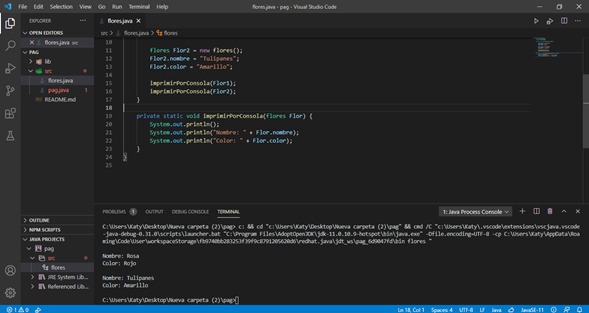 File Edit Selection View Go Run Terminal Help
flores.java - pag - Visual Studio Code
EXPLORER
OPEN EDITORS
flores.java src
PAG
lib
src
flores.java
pag.java 1
README.md
OUTLINE
NPM SCRIPTS
JAVA PROJECTS
pag
src
flores
JRE System Lib...
Referenced Lib...
flores.java
src > flores.java > flores
10
11 flores Flor2 = new flores();
12 Flor2.nombre = "Tulipanes";
13 Flor2.color = "Amarillo";
14
15 imprimirPorConsola(Flor1);
16 imprimirPorConsola(Flor2);
17 }
18
19 private static void imprimirPorConsola(flores Flor) {
20 System.out.println();
21 System.out.println("Nombre: " + Flor.nombre);
22 System.out.println("Color: " + Flor.color);
23 }
24 }
25
PROBLEMS 1 OUTPUT DEBUG CONSOLE TERMINAL
1: Java Process Console
C:\Users\Katy\Desktop\Nueva carpeta (2)\pag> c: && cd "c:\Users\Katy\Desktop\Nueva carpeta (2)\pag" && cmd /C "c:\Users\Katy\.vscode\extensions\vscjava.vscode
-java-debug-0.31.0\scripts\launcher.bat "C:\Program Files\AdoptOpenJDK\jdk-11.0.10.9-hotspot\bin\java.exe" -Dfile.encoding=UTF-8 -cp C:\Users\Katy\AppData\Roa
ming\Code\User\workspaceStorage\fb9740bb283253f39f9c8791205620d6\redhat.java\jdt_ws\pag_6d9047fd\bin flores "
Nombre: Rosa
Color: Rojo
Nombre: Tulipanes
Color: Amarillo
C:\Users\Katy\Desktop\Nueva carpeta (2)\pag>
1 0 Ln 18, Col 1 Spaces: 4 UTF-8 LF Java JavaSE-11